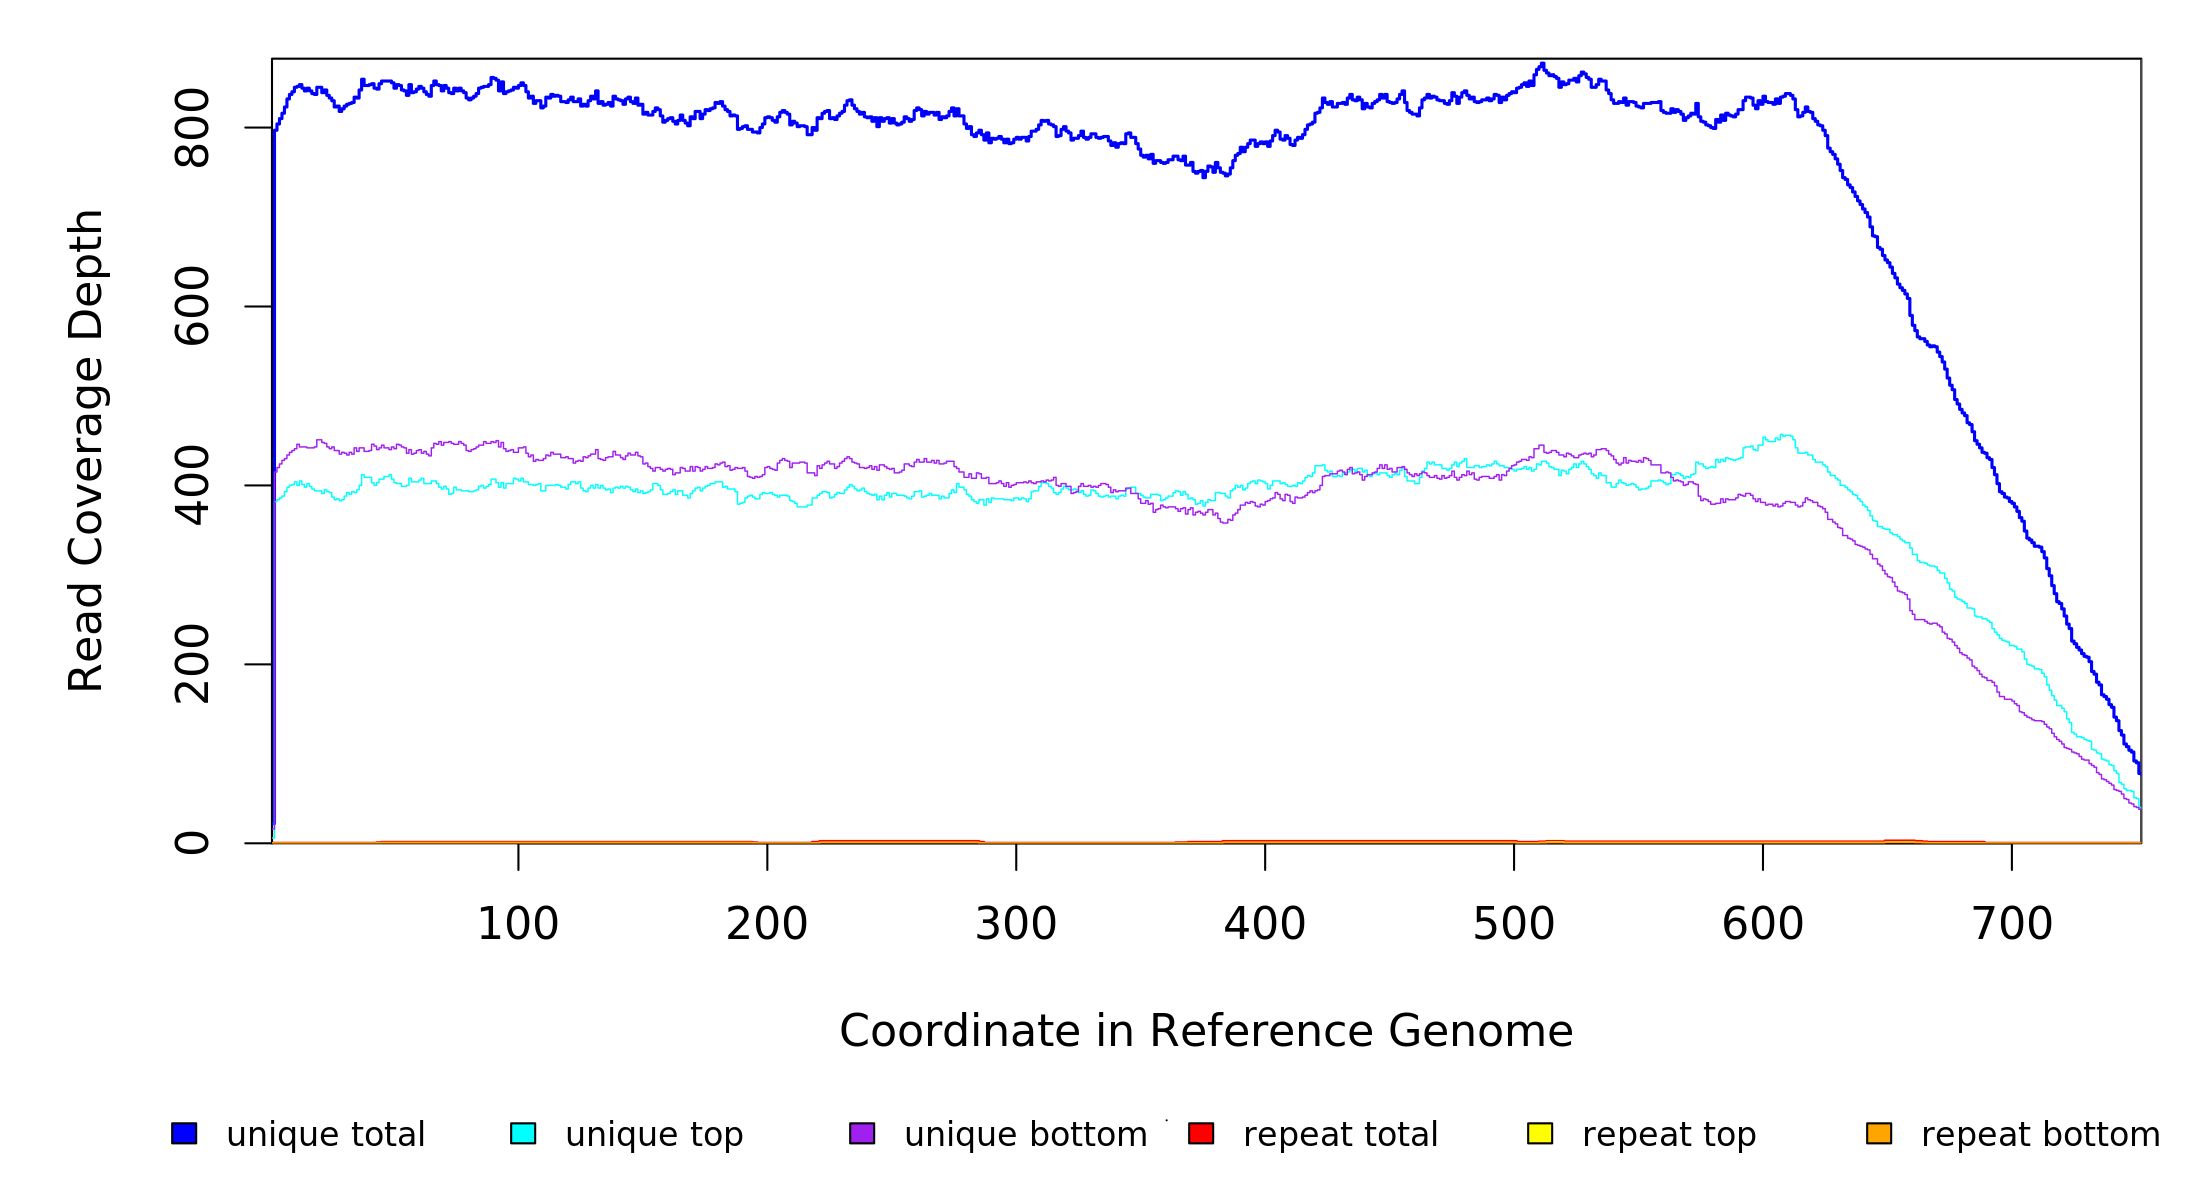 Read Coverage Depth
800
600
400
200
0
100 200 300 400 500 600 700
Coordinate in Reference Genome
unique total unique top unique bottom repeat total repeat top repeat bottom